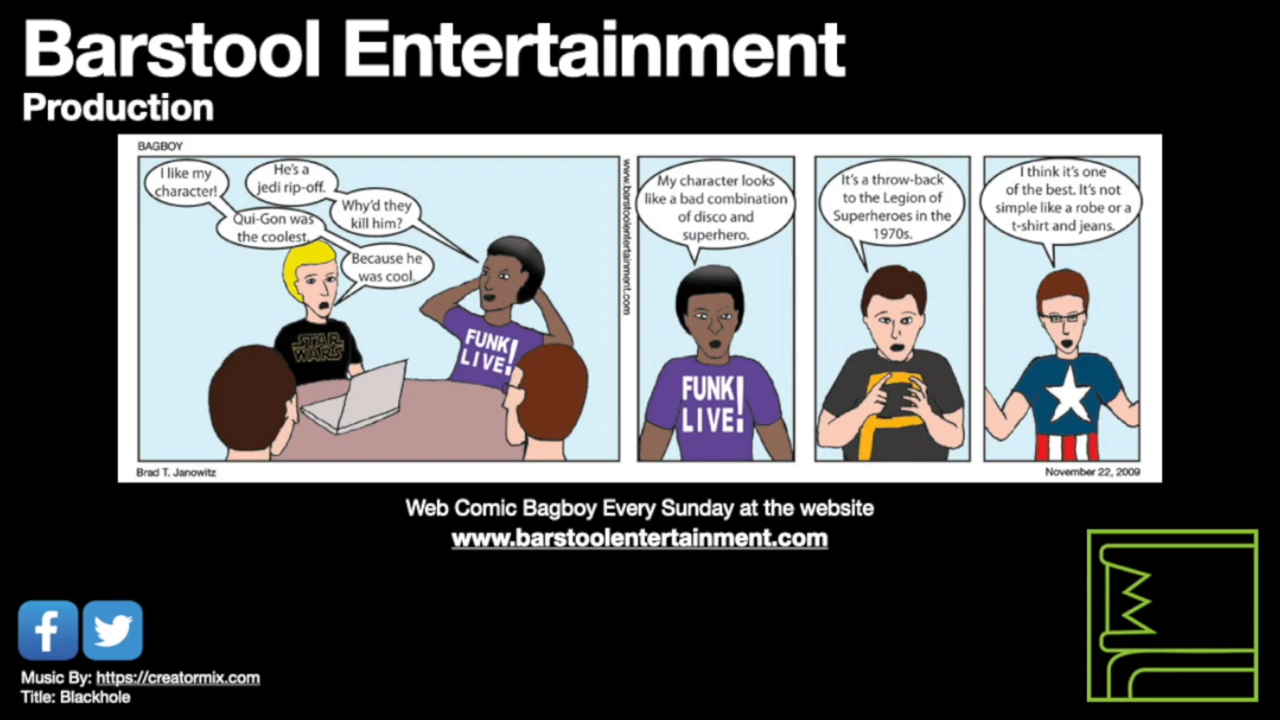 Barstool Entertainment
Production
BAGBOY
I like my
character!
He's a
jedi rip-off.
Qui-Gon was
the coolest.
Why'd they
kill him?
Because he
was cool.
STAR
WARS
FUNK
LIVE!
www.barstoolentertainment.com
My character looks
like a bad combination
of disco and
superhero.
FUNK
LIVE!
It's a throw-back
to the Legion of
Superheroes in the
1970s.
I think it's one
of the best. It's not
simple like a robe or a
t-shirt and jeans.
Brad T. Janowitz
November 22, 2009
Web Comic Bagboy Every Sunday at the website
www.barstoolentertainment.com
Music By: https://creatormix.com
Title: Blackhole